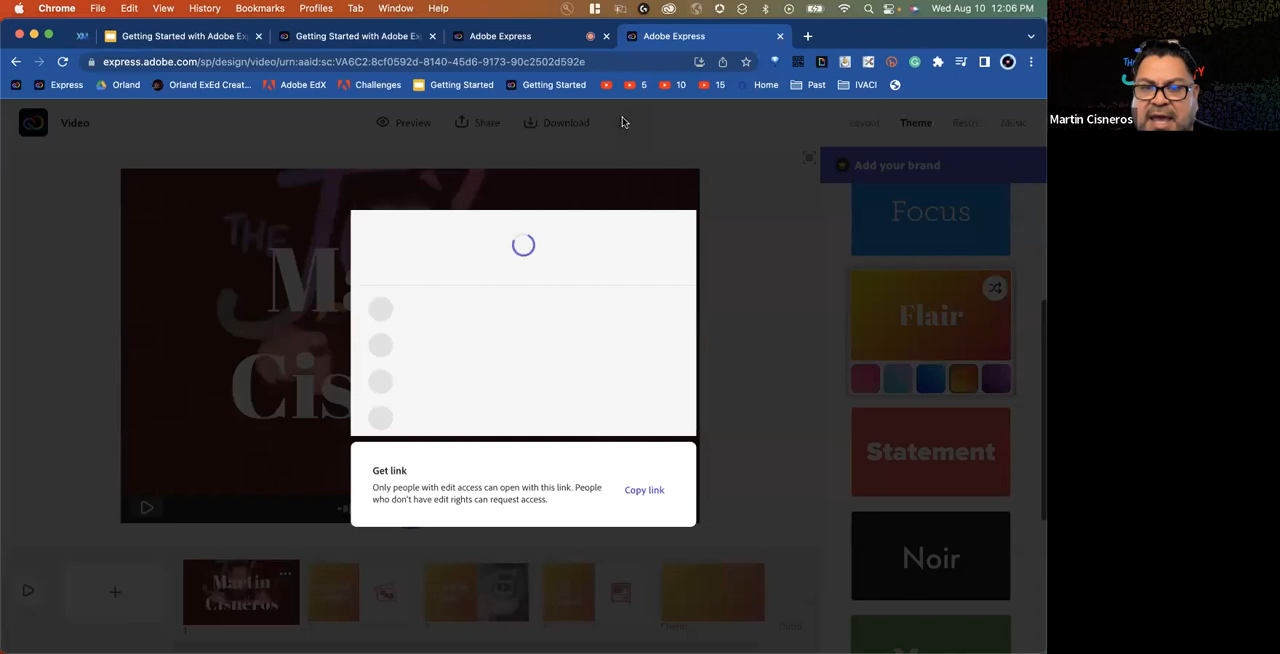 Chrome File Edit View History Bookmarks Profiles Tab Window Help Wed Aug 10 12:06 PM
XM Getting Started with Adobe Ex Getting Started with Adobe Ex Adobe Express Adobe Express
express.adobe.com/sp/design/video/urn:aaid:sc:VA6C2:8cf0592d-8140-45d6-9173-90c2502d592e
Express Orland Orland ExEd Creat... Adobe EdX Challenges Getting Started Getting Started 5 10 15 Home Past IVACI
Martin Cisneros
Video Preview Share Download Layout Theme Resize Music
Add your brand
Focus
THE
Flair
Cis
Statement
Get link
Only people with edit access can open with this link. People
who don't have edit rights can request access.
Copy link
Noir
Martin
Cisneros